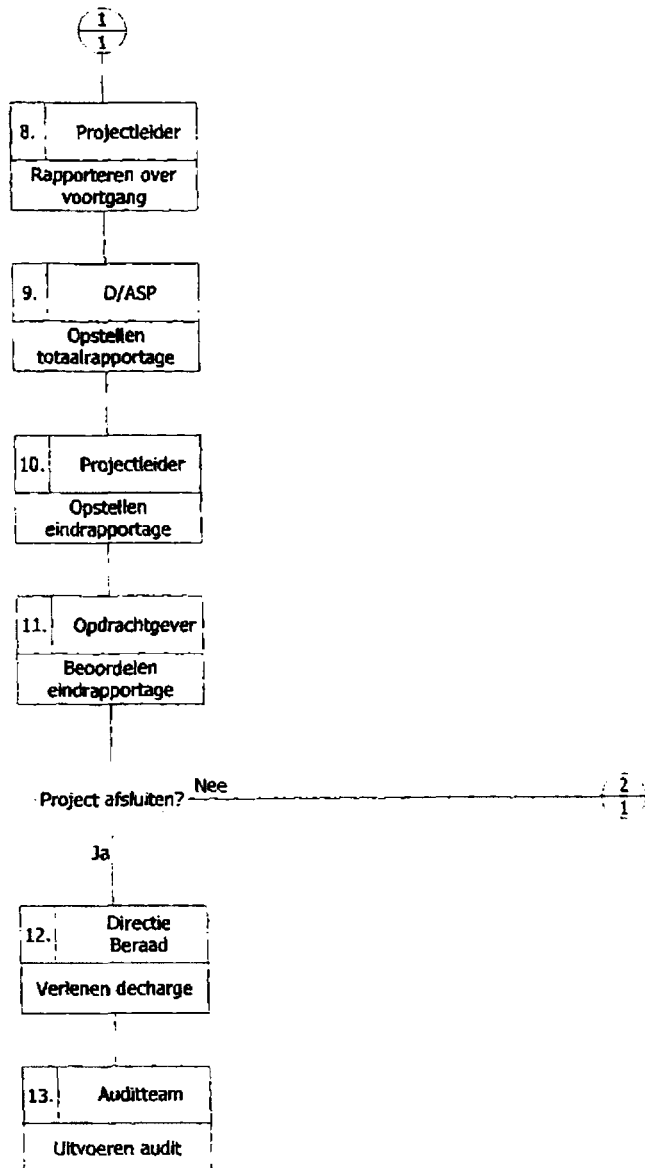 1
1
8. Projectleider
Rapporteren over
voortgang
9. D/ASP
Opstellen
totaalrapportage
10. Projectleider
Opstellen
eindrapportage
11. Opdrachtgever
Beoordelen
eindrapportage
Project afsluiten? Nee
2
1
Ja
12. Directie
Beraad
Verlenen decharge
13. Auditteam
Uitvoeren audit